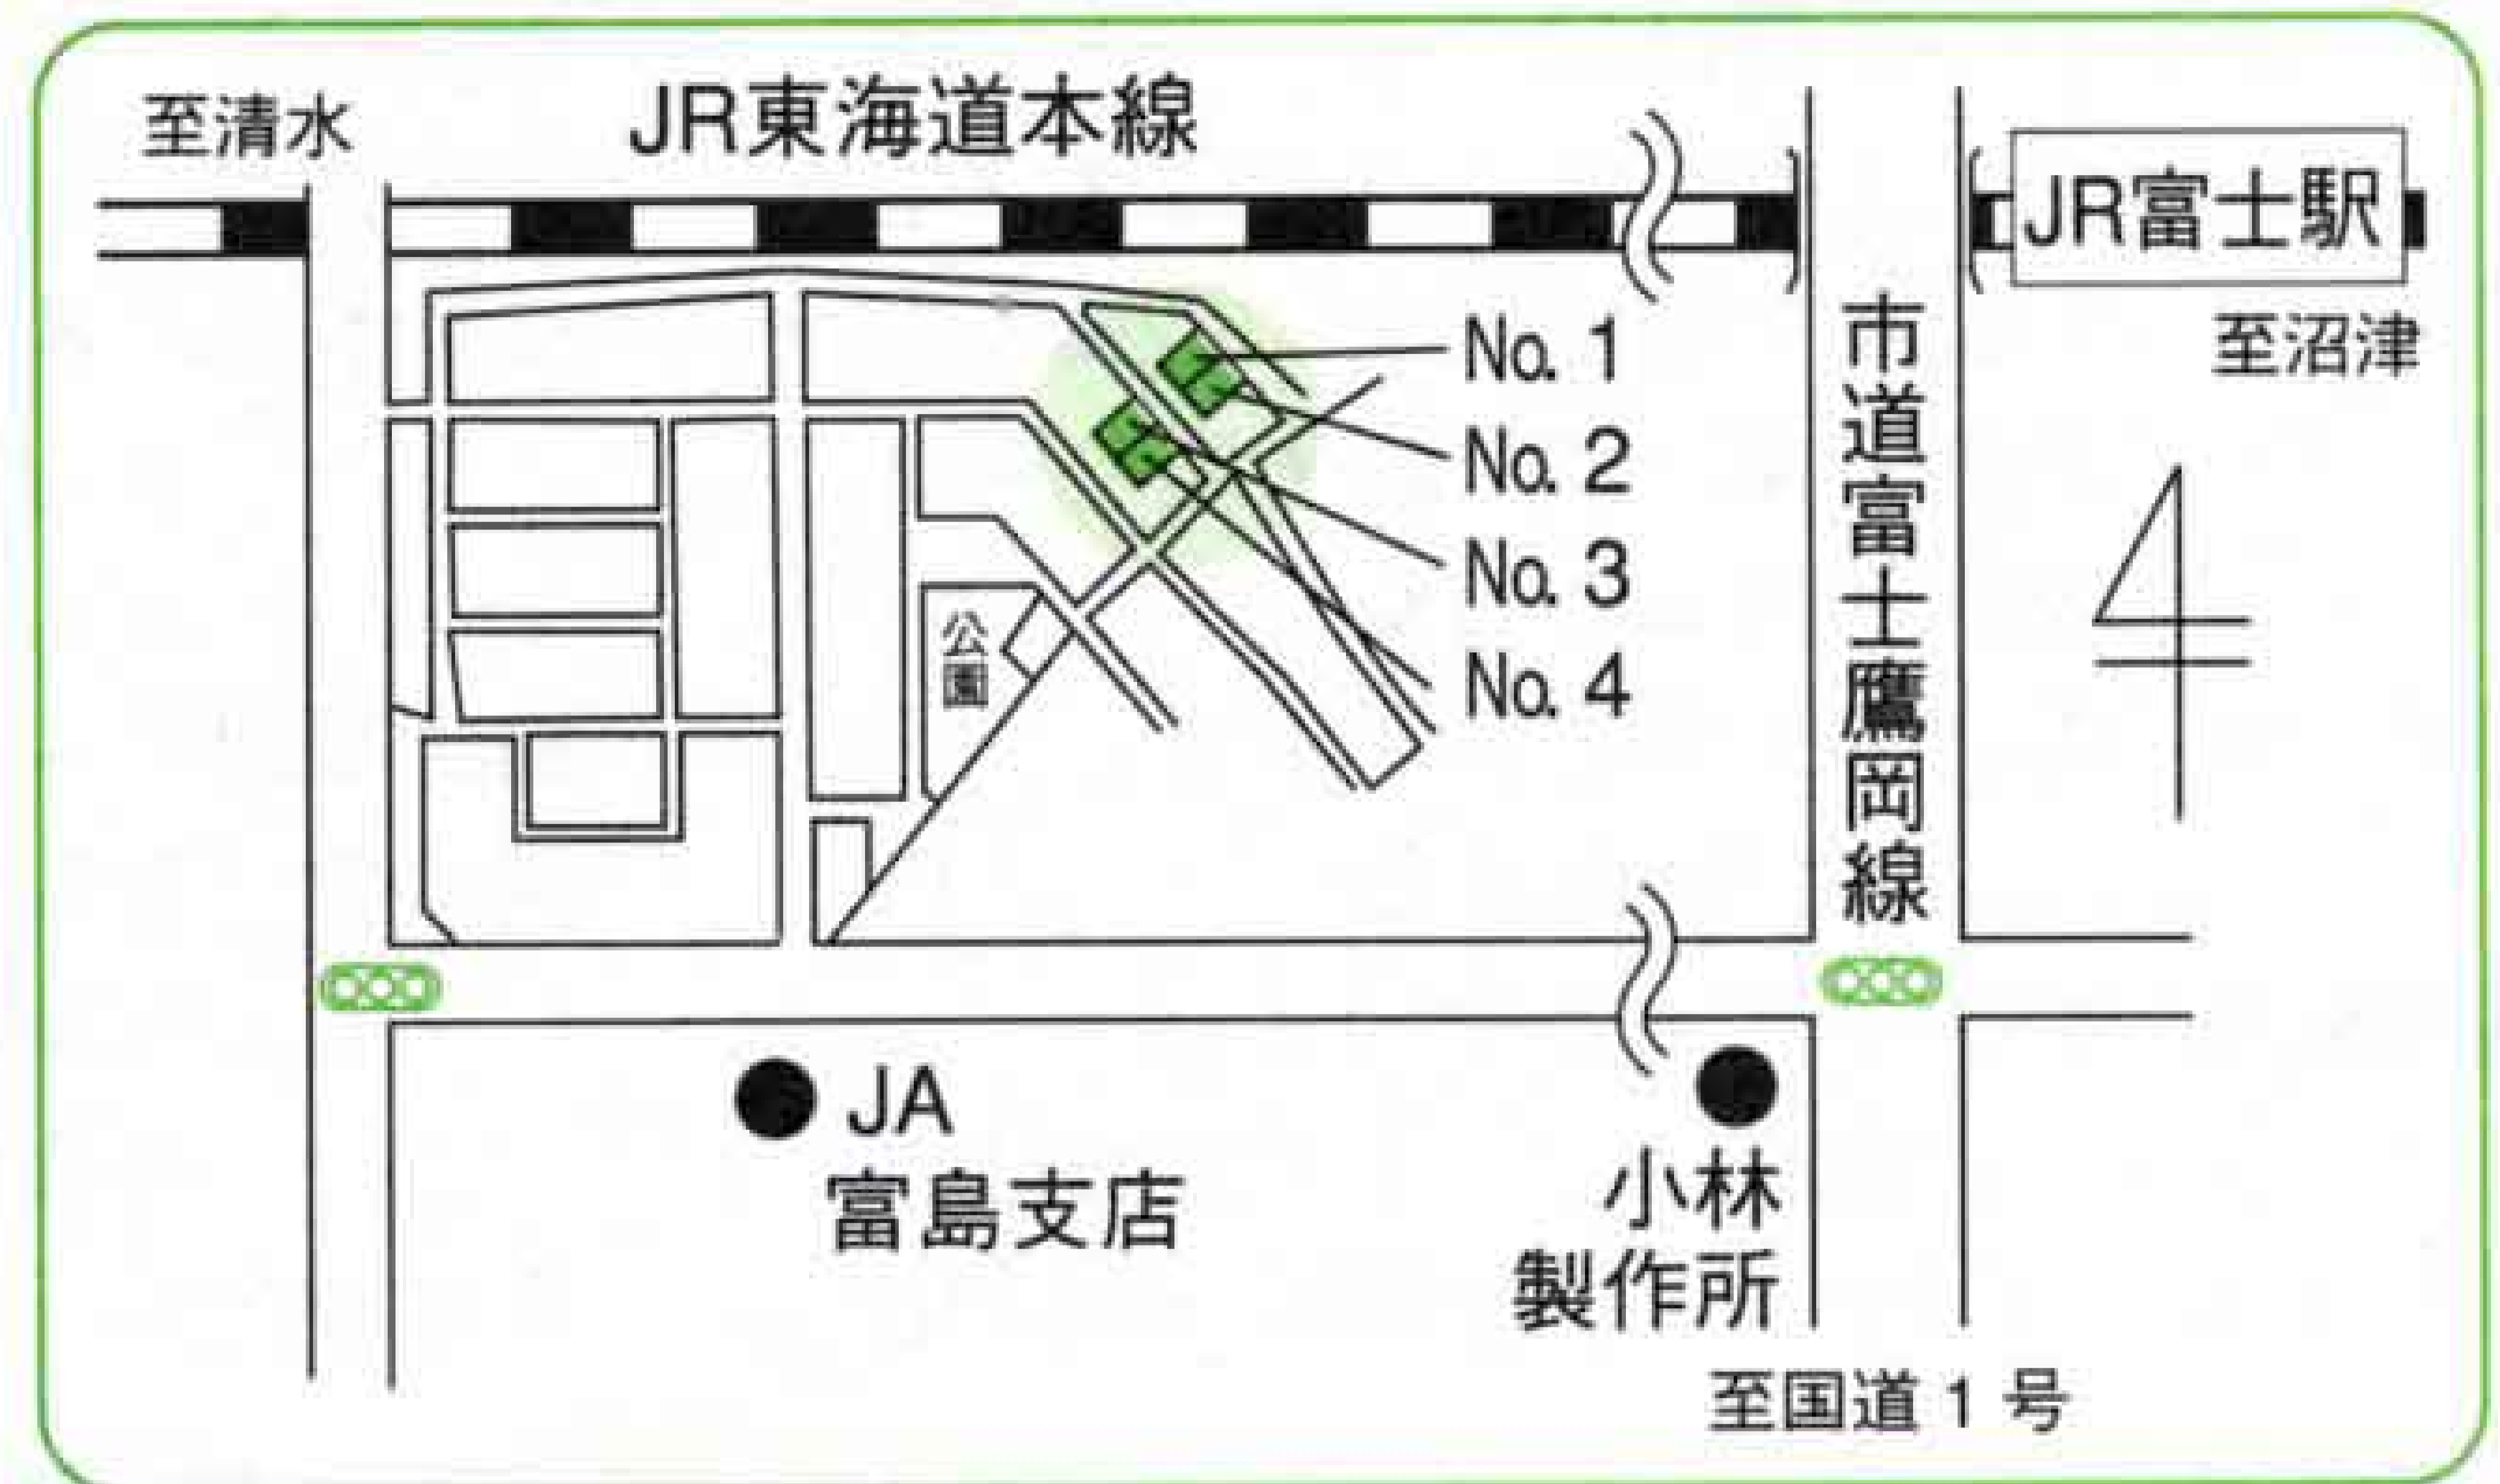 至清水
JR東海道本線
JR富士駅
至沼津
市道富士鷹岡線
No. 1
No. 2
No. 3
No. 4
公園
JA
富島支店
小林
製作所
至国道1号